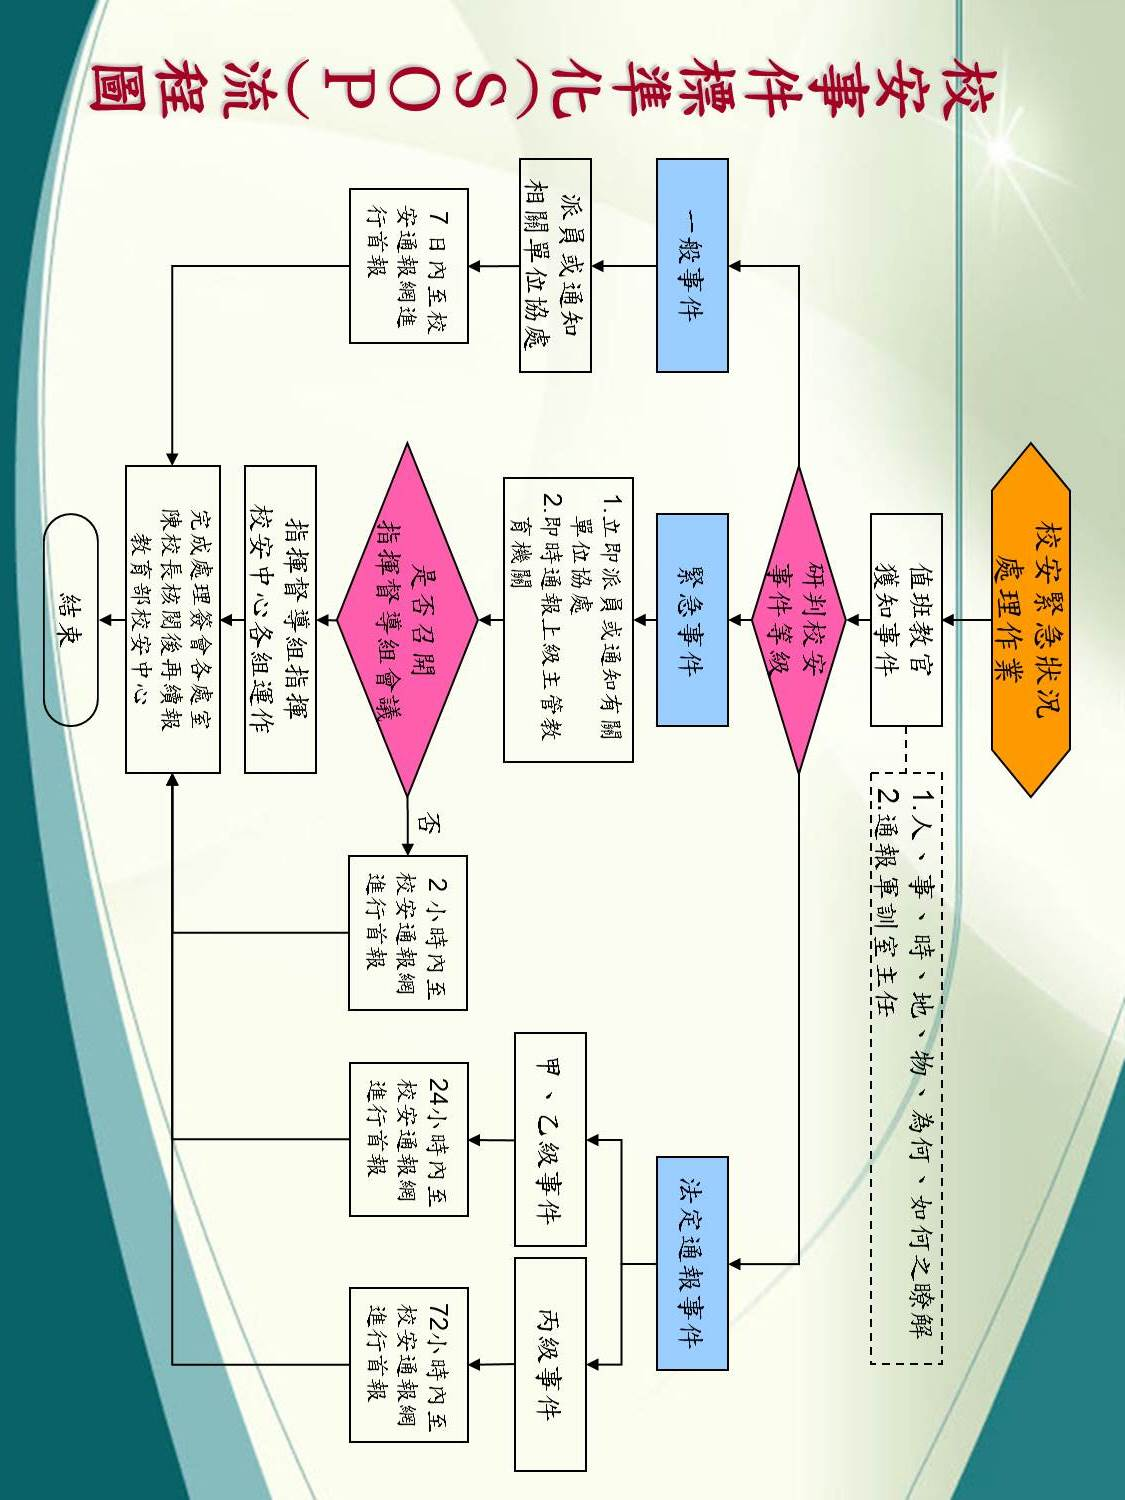 校安事件標準化(SOP)流程圖
校安緊急狀況
處理作業
值班教官
獲知事件
1.人、事、時、地、物、為何、如何之瞭解
2.通報軍訓室主任
研判校安
事件等級
一般事件
緊急事件
法定通報事件
派員或通知
相關單位協處
1.立即派員或通知有關
單位協處
2.即時通報上級主管教
育機關
甲、乙級事件
丙級事件
7日內至校
安通報網進
行首報
是否召開
指揮督導組會議
否
2小時內至
校安通報網
進行首報
24小時內至
校安通報網
進行首報
72小時內至
校安通報網
進行首報
指揮督導組指揮
校安中心各組運作
完成處理簽會各處室
陳校長核閱後再續報
教育部校安中心
結束